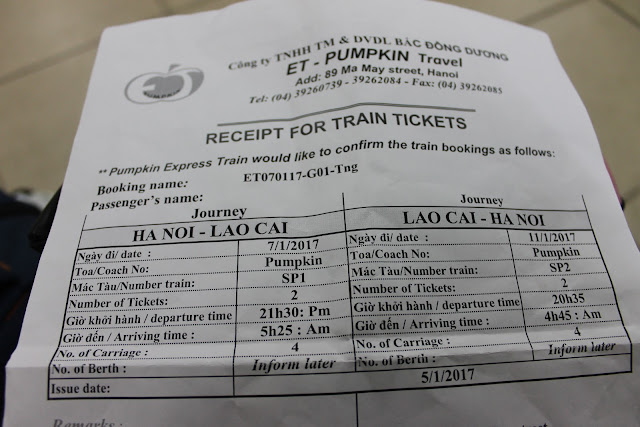 Công ty TNHH TM & DVDL BẮC ĐÔNG DƯƠNG
ET - PUMPKIN Travel
Add: 89 Ma May street, Hanoi
Tel: (04) 39260739 - 39262084 - Fax: (04) 39262085
PUMPKIN
RECEIPT FOR TRAIN TICKETS
** Pumpkin Express Train would like to confirm the train bookings as follows:
Booking name: ET070117-G01-Tng
Passenger's name:
Journey Journey
HA NOI - LAO CAI LAO CAI - HA NOI
Ngày đi/ date : 7/1/2017 Ngày đi/ date : 11/1/2017
Toa/Coach No: Pumpkin Toa/Coach No: Pumpkin
Mác Tàu/Number train: SP1 Mác Tàu/Number train: SP2
Number of Tickets: 2 Number of Tickets: 2
Giờ khởi hành / departure time 21h30: Pm Giờ khởi hành / departure time 20h35
Giờ đến / Arriving time : 5h25 : Am Giờ đến / Arriving time : 4h45 : Am
No. of Carriage : 4 No. of Carriage : 4
No. of Berth : Inform later No. of Berth : Inform later
Issue date: 5/1/2017
Remarks :